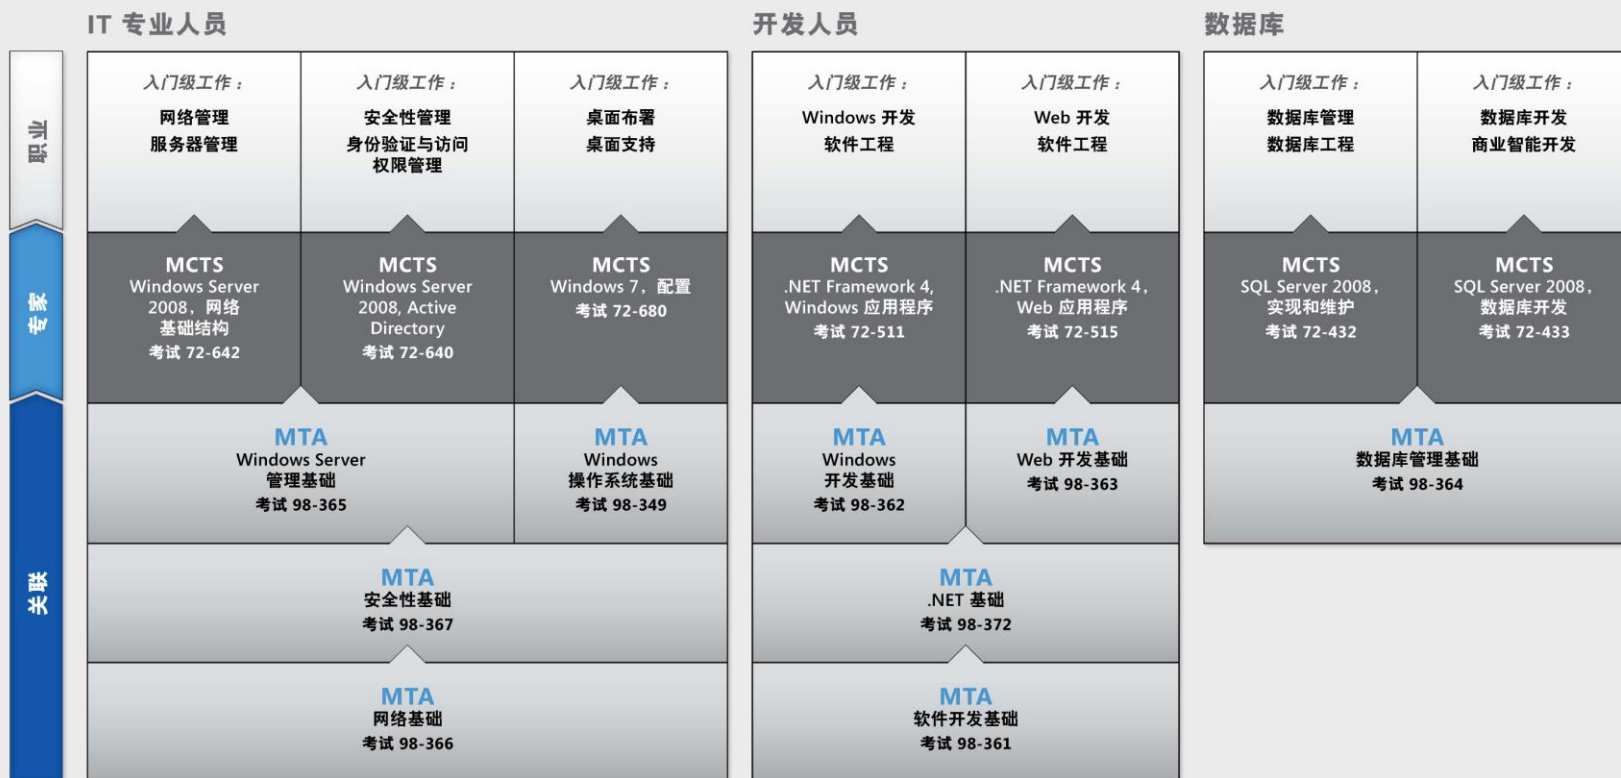 IT 专业人员
开发人员
数据库
职业
入门级工作：
网络管理
服务器管理
入门级工作：
安全性管理
身份验证与访问
权限管理
入门级工作：
桌面布署
桌面支持
入门级工作：
Windows 开发
软件工程
入门级工作：
Web 开发
软件工程
入门级工作：
数据库管理
数据库工程
入门级工作：
数据库开发
商业智能开发
专家
MCTS
Windows Server
2008，网络
基础结构
考试 72-642
MCTS
Windows Server
2008, Active
Directory
考试 72-640
MCTS
Windows 7，配置
考试 72-680
MCTS
.NET Framework 4,
Windows 应用程序
考试 72-511
MCTS
.NET Framework 4，
Web 应用程序
考试 72-515
MCTS
SQL Server 2008，
实现和维护
考试 72-432
MCTS
SQL Server 2008，
数据库开发
考试 72-433
关联
MTA
Windows Server
管理基础
考试 98-365
MTA
Windows
操作系统基础
考试 98-349
MTA
Windows
开发基础
考试 98-362
MTA
Web 开发基础
考试 98-363
MTA
数据库管理基础
考试 98-364
MTA
安全性基础
考试 98-367
MTA
.NET 基础
考试 98-372
MTA
网络基础
考试 98-366
MTA
软件开发基础
考试 98-361